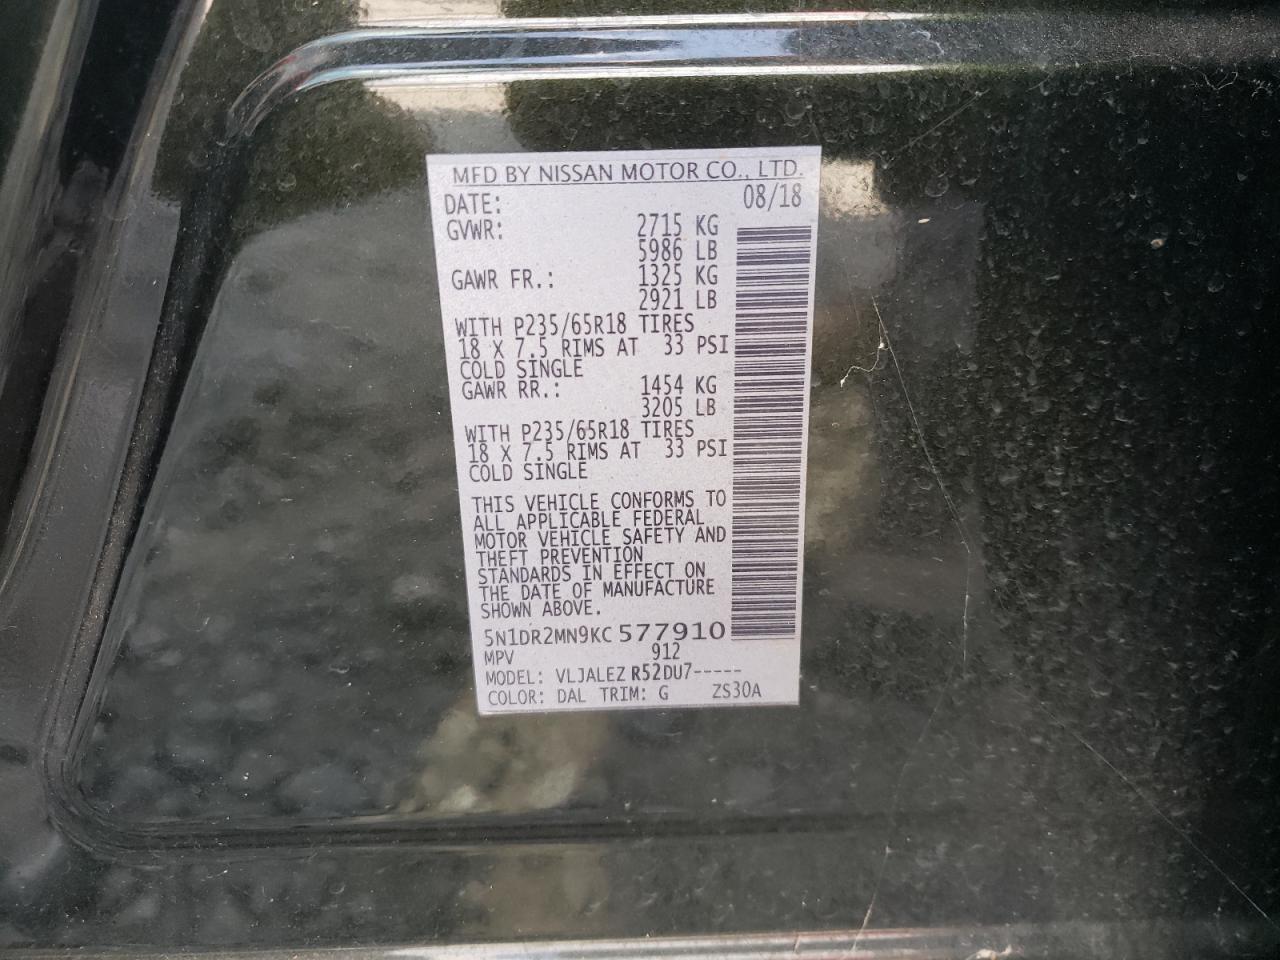 MFD BY NISSAN MOTOR CO., LTD.
DATE: 08/18
GVWR: 2715 KG
5986 LB
GAWR FR.: 1325 KG
2921 LB
WITH P235/65R18 TIRES
18 X 7.5 RIMS AT 33 PSI
COLD SINGLE
GAWR RR.: 1454 KG
3205 LB
WITH P235/65R18 TIRES
18 X 7.5 RIMS AT 33 PSI
COLD SINGLE
THIS VEHICLE CONFORMS TO
ALL APPLICABLE FEDERAL
MOTOR VEHICLE SAFETY AND
THEFT PREVENTION
STANDARDS IN EFFECT ON
THE DATE OF MANUFACTURE
SHOWN ABOVE.
5N1DR2MN9KC577910
MPV 912
MODEL: VLJALEZ R52DU7-----
COLOR: DAL TRIM: G ZS30A